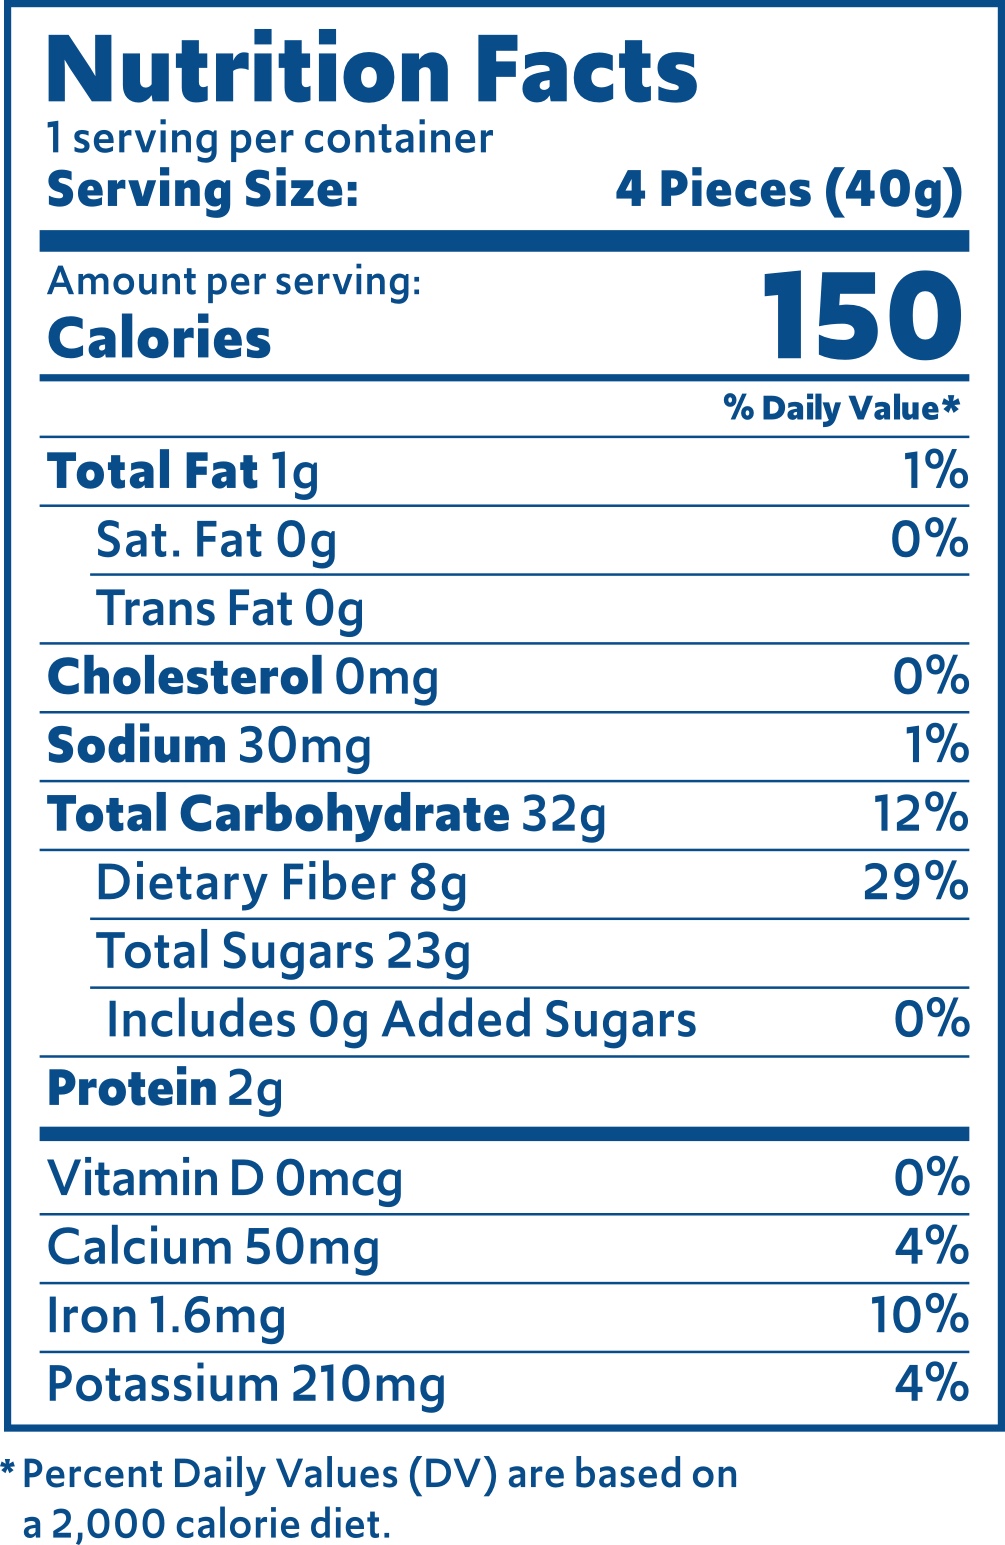 Nutrition Facts
1 serving per container
Serving Size: 4 Pieces (40g)
Amount per serving:
Calories 150
% Daily Value*
Total Fat 1g 1%
Sat. Fat 0g 0%
Trans Fat 0g
Cholesterol 0mg 0%
Sodium 30mg 1%
Total Carbohydrate 32g 12%
Dietary Fiber 8g 29%
Total Sugars 23g
Includes 0g Added Sugars 0%
Protein 2g
Vitamin D 0mcg 0%
Calcium 50mg 4%
Iron 1.6mg 10%
Potassium 210mg 4%
* Percent Daily Values (DV) are based on
a 2,000 calorie diet.